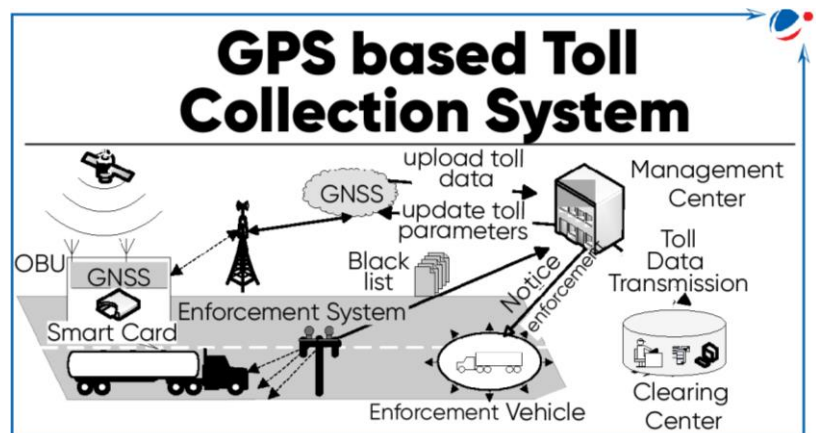 GPS based Toll
Collection System
upload toll
data
GNSS
update toll
parameters
Management
Center
OBU
GNSS
Smart Card
Black
list
Enforcement System
Notice
enforcement
Toll
Data
Transmission
Enforcement Vehicle
Clearing
Center